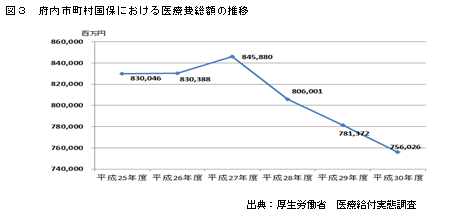 図３　府内市町村国保における医療費総額の推移
百万円
860,000
840,000
820,000
800,000
780,000
760,000
740,000
830,046
830,388
845,880
806,001
781,372
756,026
平成25年度
平成26年度
平成27年度
平成28年度
平成29年度
平成30年度
出典：厚生労働省　医療給付実態調査